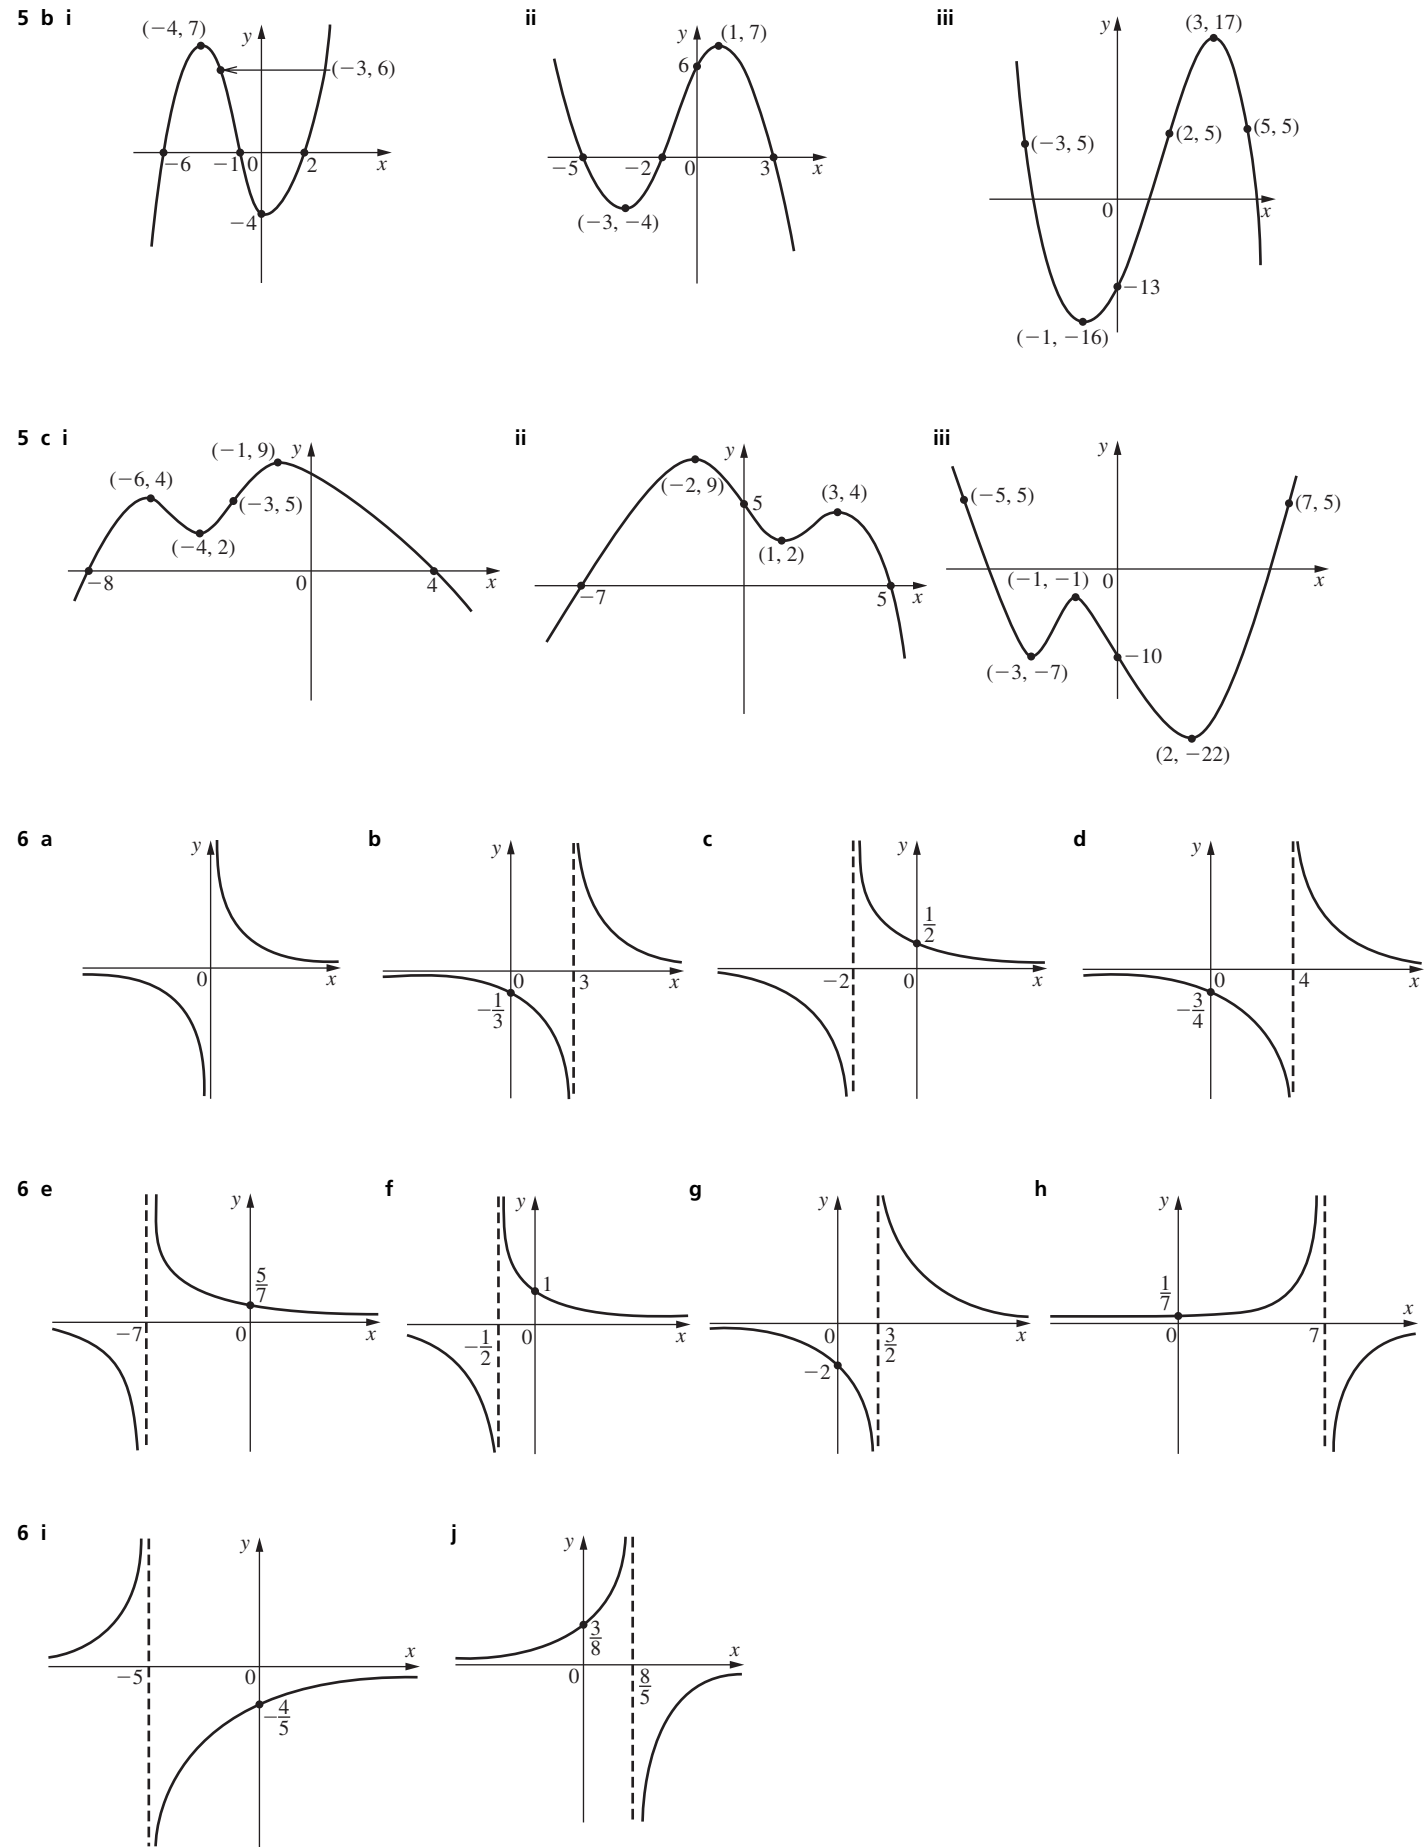 5 b i
(−4, 7)
y
(−3, 6)
−6
−1
0
2
x
−4
ii
y
(1, 7)
6
−5
−2
0
3
x
(−3, −4)
iii
y
(3, 17)
(−3, 5)
(2, 5)
(5, 5)
0
x
−13
(−1, −16)
5 c i
(−1, 9)
y
(−6, 4)
(−3, 5)
(−4, 2)
−8
0
4
x
ii
y
(−2, 9)
(3, 4)
5
(1, 2)
−7
5
x
iii
y
(−5, 5)
(7, 5)
(−1, −1)
0
x
−10
(−3, −7)
(2, −22)
6 a
y
0
x
b
y
0
3
x
−1/3
c
y
1/2
−2
0
x
d
y
0
4
x
−3/4
6 e
y
5/7
−7
0
x
f
y
1
−1/2
0
x
g
y
0
3/2
x
−2
h
y
1/7
x
0
7
6 i
y
x
−5
0
−4/5
j
y
3/8
x
0
8/5